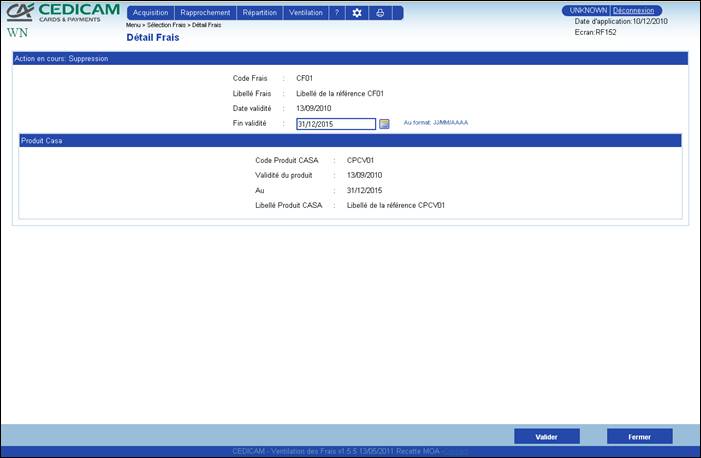 CA CEDICAM
CARDS & PAYMENTS
WN
Acquisition Rapprochement Répartition Ventilation ?
Menu > Sélection Frais > Détail Frais
Détail Frais
UNKNOWN Déconnexion
Date d'application:10/12/2010
Ecran:RF152
Action en cours: Suppression
Code Frais : CF01
Libellé Frais : Libellé de la référence CF01
Date validité : 13/09/2010
Fin validité : 31/12/2015 Au format: JJ/MM/AAAA
Produit Casa
Code Produit CASA : CPCV01
Validité du produit : 13/09/2010
Au : 31/12/2015
Libellé Produit CASA : Libellé de la référence CPCV01
Valider Fermer
CEDICAM - Ventilation des Frais v1.5.5 13/05/2011 Recette MOA -